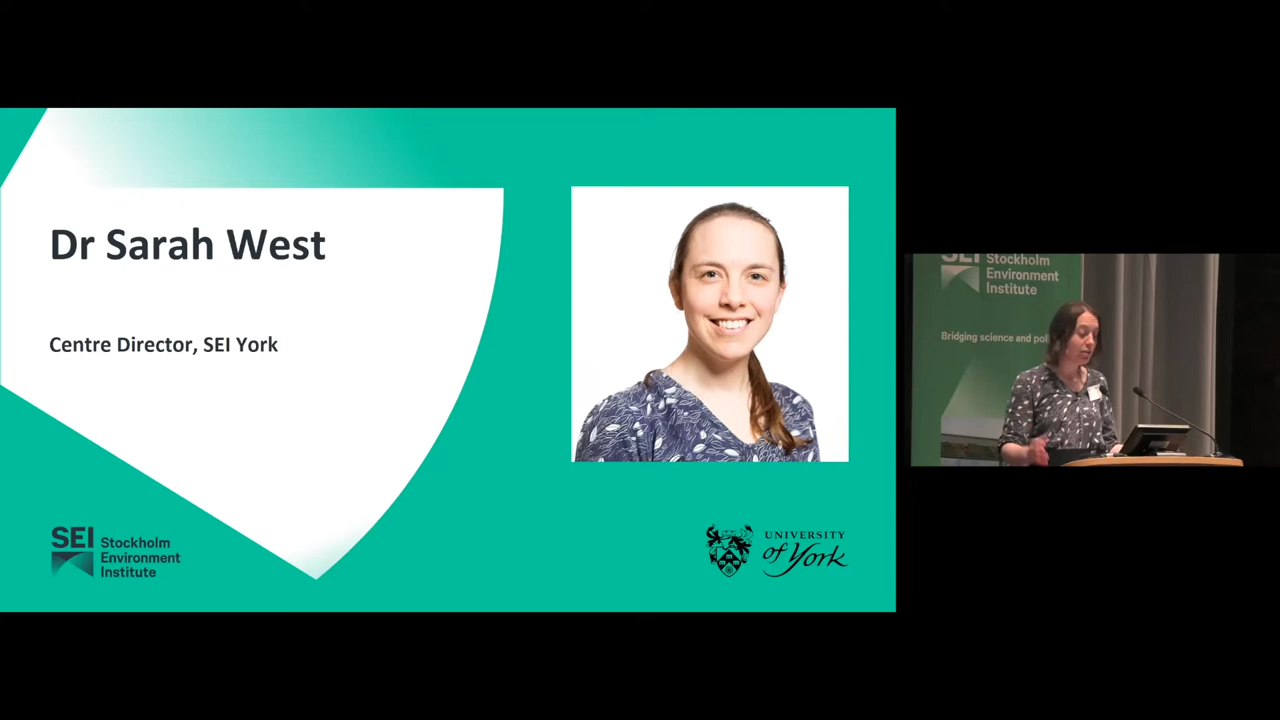 Dr Sarah West
Centre Director, SEI York
SEI Stockholm
Environment
Institute
UNIVERSITY
of York
SEI Stockholm
Environment
Institute
Bridging science and